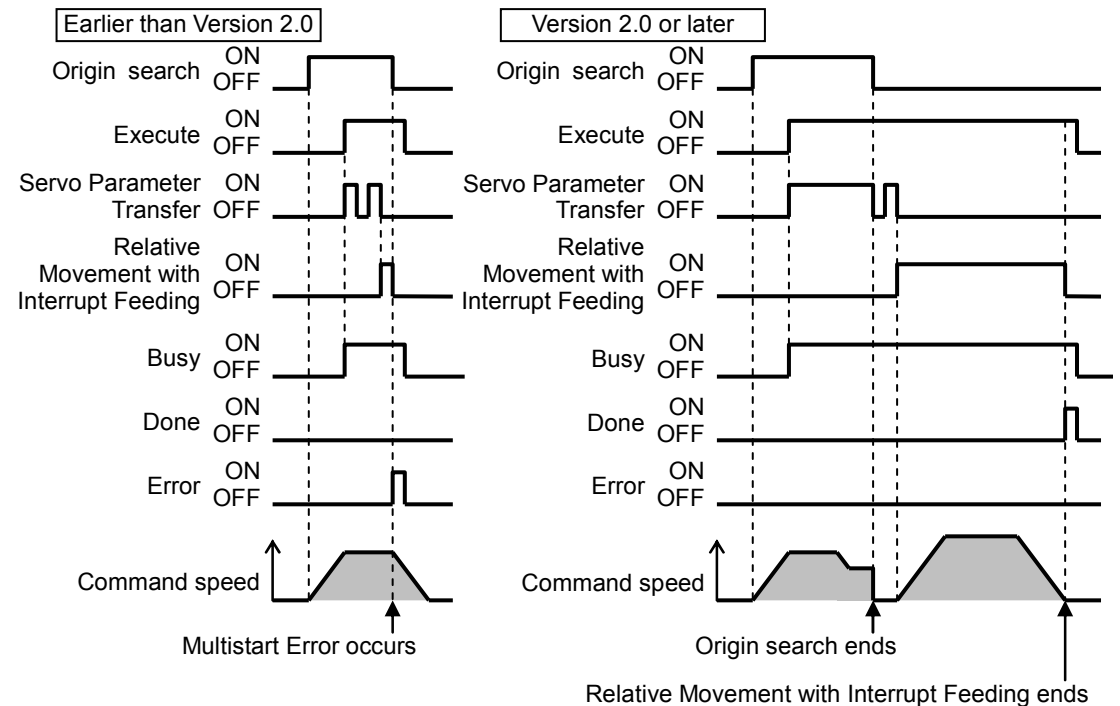 Earlier than Version 2.0
Origin search ON
OFF
Execute ON
OFF
Servo Parameter ON
Transfer OFF
Relative
Movement with ON
Interrupt Feeding OFF
Busy ON
OFF
Done ON
OFF
Error ON
OFF
Command speed
Multistart Error occurs
Version 2.0 or later
Origin search ON
OFF
Execute ON
OFF
Servo Parameter ON
Transfer OFF
Relative
Movement with ON
Interrupt Feeding OFF
Busy ON
OFF
Done ON
OFF
Error ON
OFF
Command speed
Origin search ends
Relative Movement with Interrupt Feeding ends